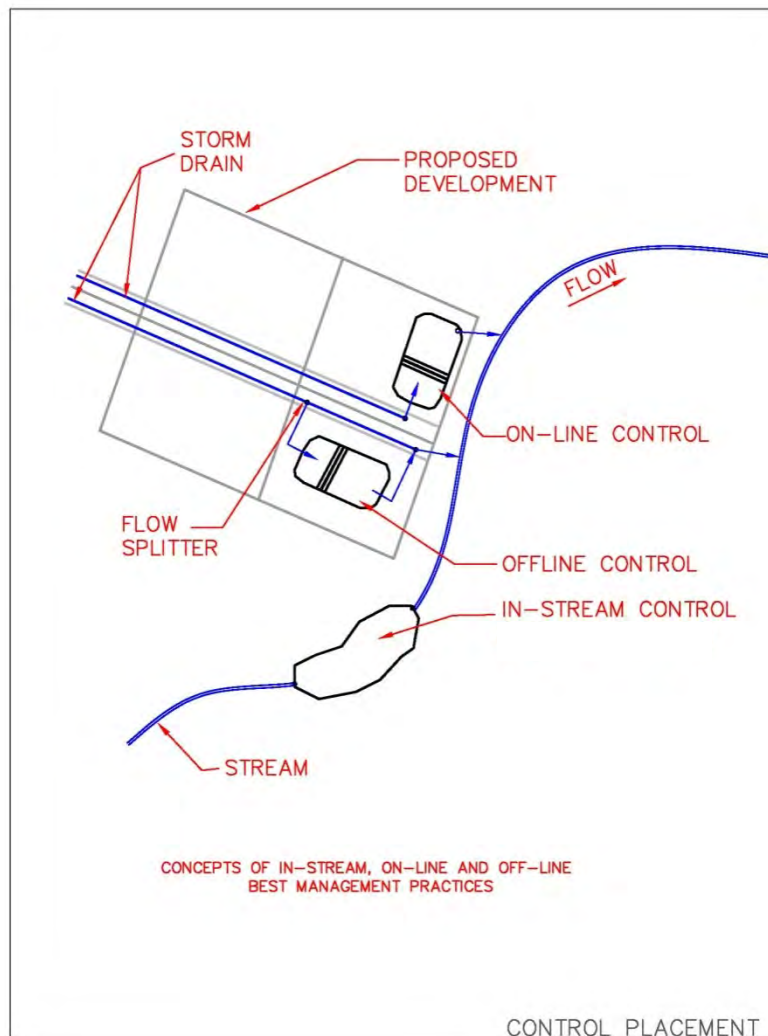 STORM
DRAIN
PROPOSED
DEVELOPMENT
FLOW
ON-LINE CONTROL
FLOW
SPLITTER
OFFLINE CONTROL
IN-STREAM CONTROL
STREAM
CONCEPTS OF IN-STREAM, ON-LINE AND OFF-LINE
BEST MANAGEMENT PRACTICES
CONTROL PLACEMENT